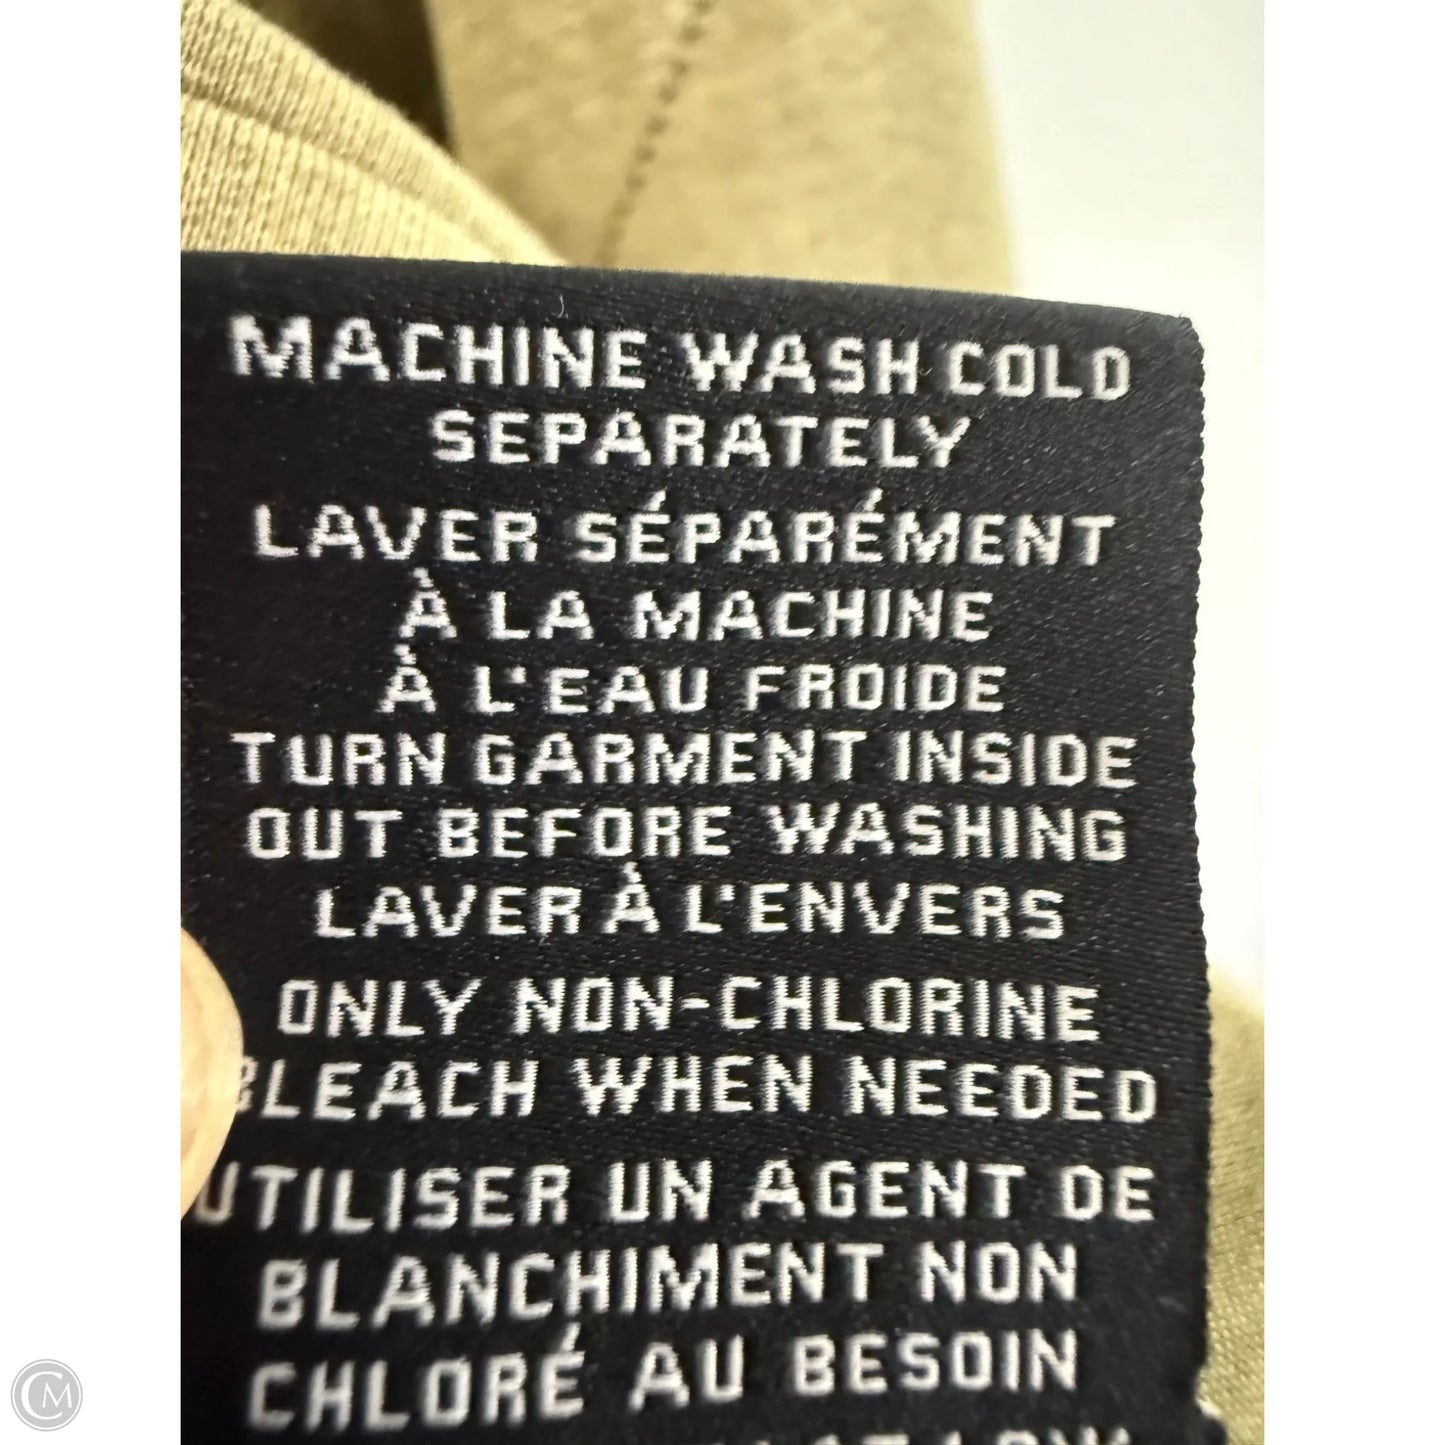 MACHINE WASH COLD
SEPARATELY
LAVER SÉPARÉMENT
À LA MACHINE
À L'EAU FROIDE
TURN GARMENT INSIDE
OUT BEFORE WASHING
LAVER À L'ENVERS
ONLY NON-CHLORINE
BLEACH WHEN NEEDED
UTILISER UN AGENT DE
BLANCHIMENT NON
CHLORÉ AU BESOIN
CM